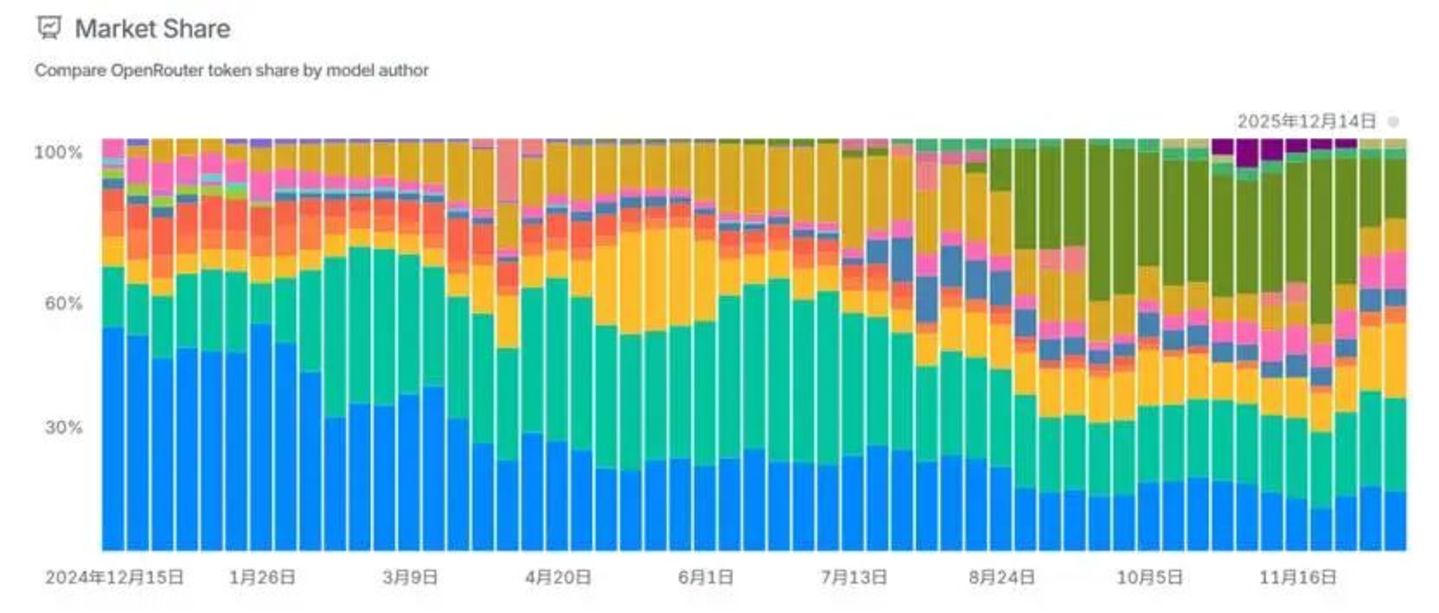 Market Share
Compare OpenRouter token share by model author
2025年12月14日
100%
60%
30%
2024年12月15日
1月26日
3月9日
4月20日
6月1日
7月13日
8月24日
10月5日
11月16日